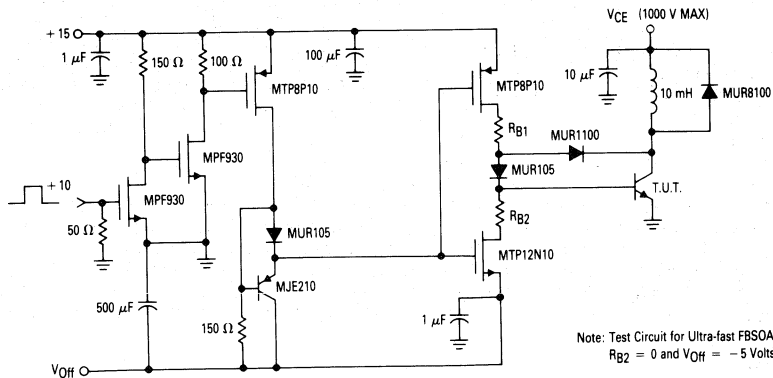 V_CE (1000 V MAX)
+15
1 μF
150 Ω
100 Ω
MTP8P10
100 μF
MTP8P10
10 μF
10 mH
MUR8100
R_B1
MUR1100
MPF930
+10
MPF930
MUR105
T.U.T.
50 Ω
R_B2
MUR105
MTP12N10
500 μF
MJE210
150 Ω
1 μF
V_Off
Note: Test Circuit for Ultra-fast FBSOA
R_B2 = 0 and V_Off = −5 Volts